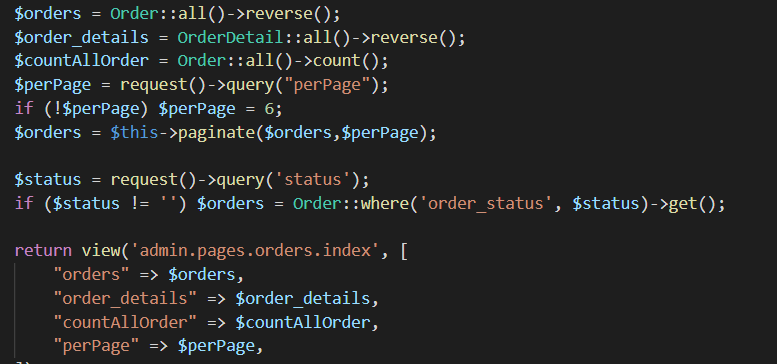 $orders = Order::all()->reverse();
$order_details = OrderDetail::all()->reverse();
$countAllOrder = Order::all()->count();
$perPage = request()->query("perPage");
if (!$perPage) $perPage = 6;
$orders = $this->paginate($orders,$perPage);
$status = request()->query('status');
if ($status != '') $orders = Order::where('order_status', $status)->get();
return view('admin.pages.orders.index', [
"orders" => $orders,
"order_details" => $order_details,
"countAllOrder" => $countAllOrder,
"perPage" => $perPage,